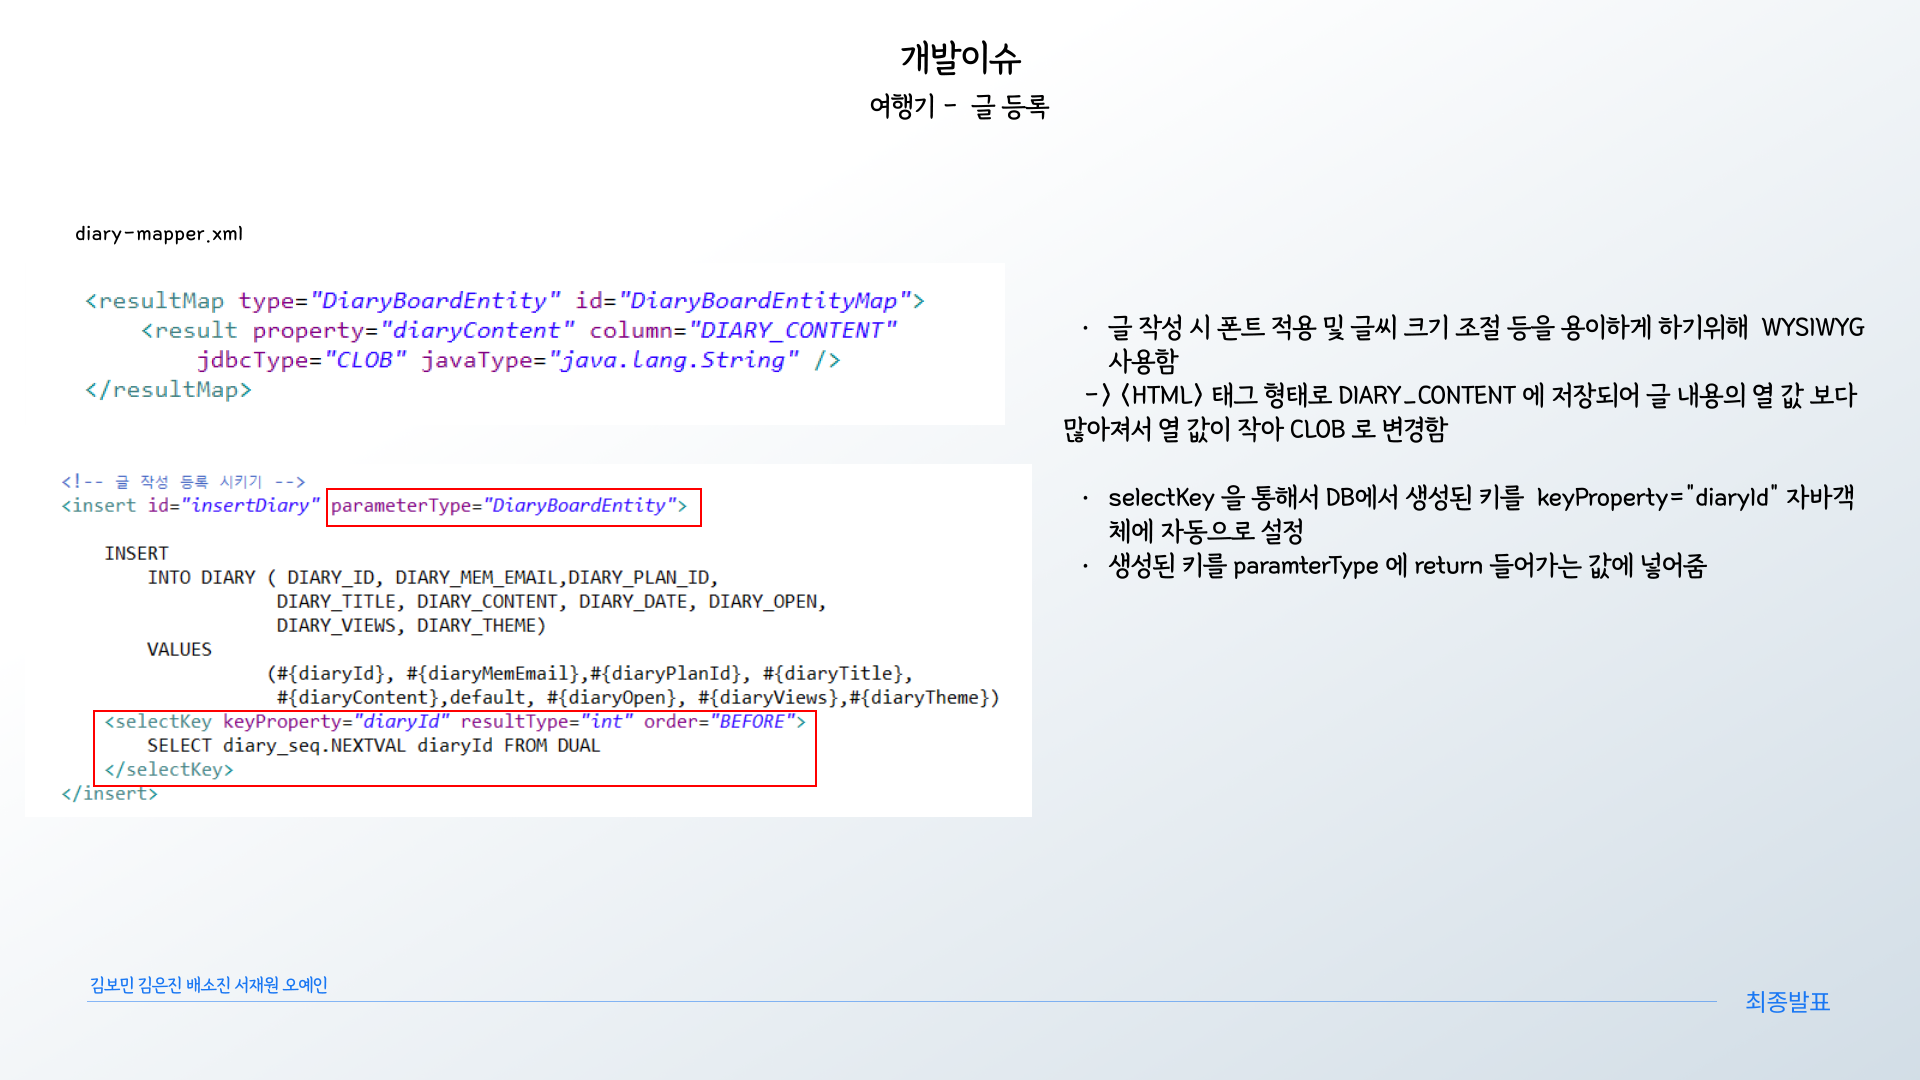 개발이슈
여행기 - 글 등록
diary-mapper.xml
<resultMap type="DiaryBoardEntity" id="DiaryBoardEntityMap">
<result property="diaryContent" column="DIARY_CONTENT"
jdbcType="CLOB" javaType="java.lang.String" />
</resultMap>
<!-- 글 작성 등록 시키기 -->
<insert id="insertDiary" parameterType="DiaryBoardEntity">
INSERT
INTO DIARY ( DIARY_ID, DIARY_MEM_EMAIL,DIARY_PLAN_ID,
DIARY_TITLE, DIARY_CONTENT, DIARY_DATE, DIARY_OPEN,
DIARY_VIEWS, DIARY_THEME)
VALUES
(#{diaryId}, #{diaryMemEmail},#{diaryPlanId}, #{diaryTitle},
#{diaryContent},default, #{diaryOpen}, #{diaryViews},#{diaryTheme})
<selectKey keyProperty="diaryId" resultType="int" order="BEFORE">
SELECT diary_seq.NEXTVAL diaryId FROM DUAL
</selectKey>
</insert>
· 글 작성 시 폰트 적용 및 글씨 크기 조절 등을 용이하게 하기위해 WYSIWYG
사용함
-> <HTML> 태그 형태로 DIARY_CONTENT 에 저장되어 글 내용의 열 값 보다
많아져서 열 값이 작아 CLOB 로 변경함
· selectKey 을 통해서 DB에서 생성된 키를 keyProperty="diaryId" 자바객
체에 자동으로 설정
· 생성된 키를 paramterType 에 return 들어가는 값에 넣어줌
김보민 김은진 배소진 서재원 오예인
최종발표